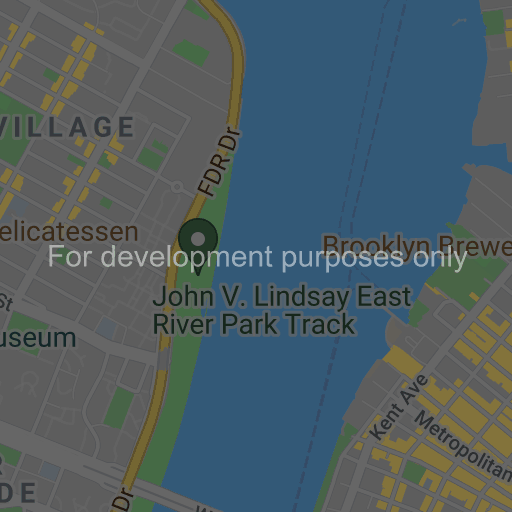 VILLAGE
FDR Dr
elicatessen
Brooklyn Brewe
For development purposes only
John V. Lindsay East
River Park Track
St
useum
Kent Ave
Metropolitan
R
DE
Dr
W